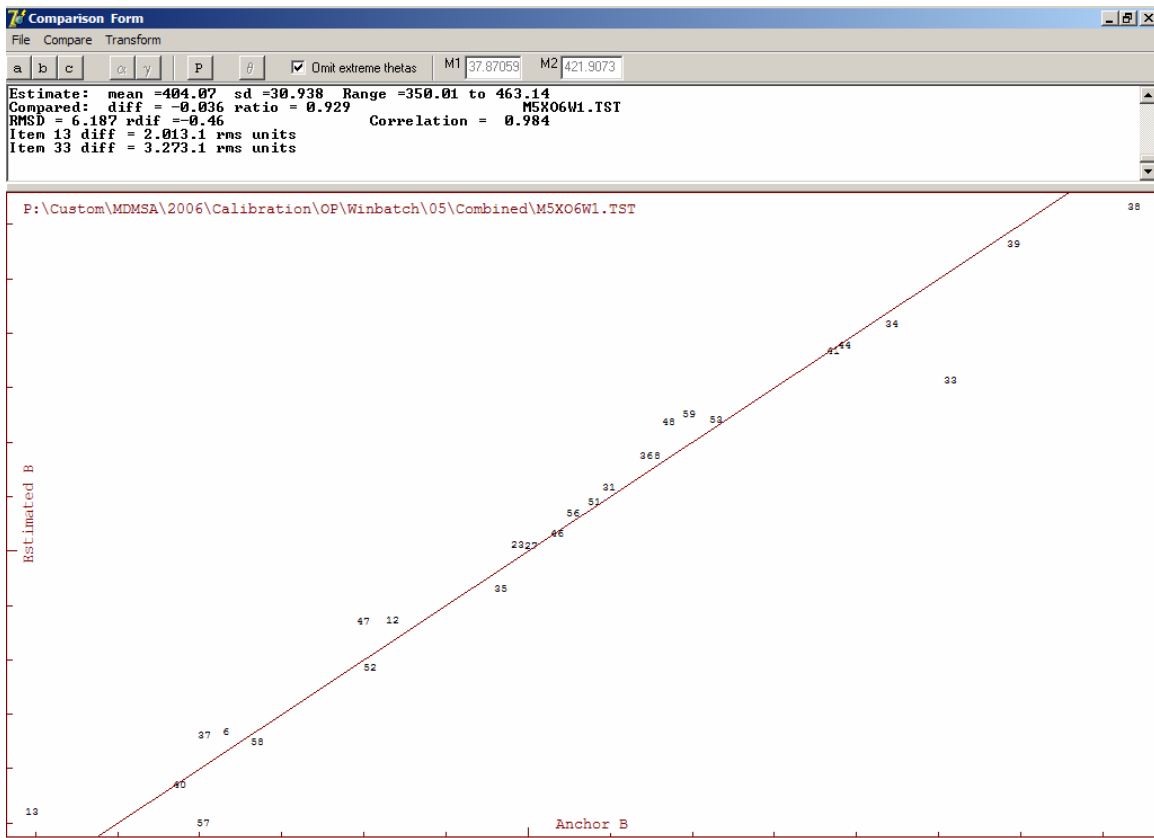 Comparison Form
File Compare Transform
a b c α γ P θ Omit extreme thetas M1 37.87059 M2 421.9073
Estimate: mean =404.07 sd =30.938 Range =350.01 to 463.14
Compared: diff = -0.036 ratio = 0.929 M5XO6W1.TST
RMSD = 6.187 rdif =-0.46 Correlation = 0.984
Item 13 diff = 2.013.1 rms units
Item 33 diff = 3.273.1 rms units
P:\Custom\MDMSA\2006\Calibration\OP\Winbatch\05\Combined\M5XO6W1.TST
38
39
34
41 44
33
59
48 53
368
31
51
56
46
23 27
35
47 12
52
37 6
58
40
13
57
Estimated B
Anchor B